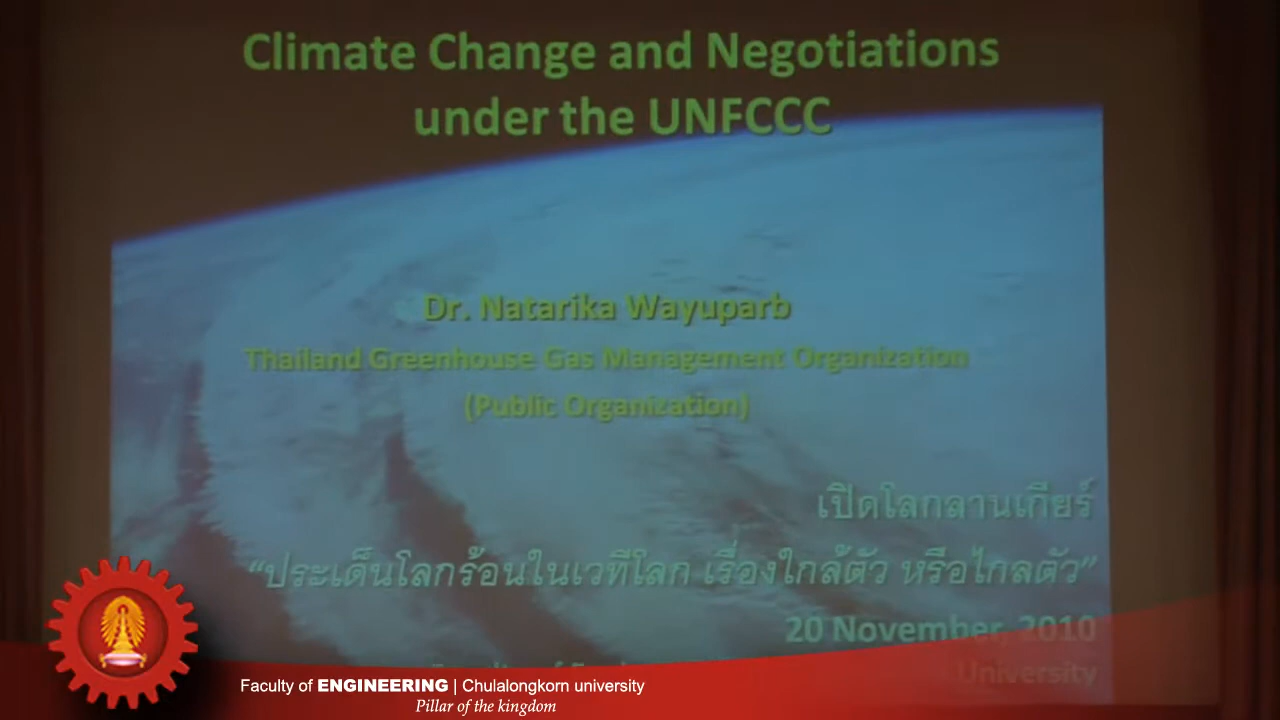 Climate Change and Negotiations
under the UNFCCC
Dr. Natarika Wayuparb
Thailand Greenhouse Gas Management Organization
(Public Organization)
เปิดโลกลานเกียร์
“ประเด็นโลกร้อนในเวทีโลก เรื่องใกล้ตัว หรือไกลตัว”
20 November, 2010
University
Faculty of ENGINEERING | Chulalongkorn university
Pillar of the kingdom